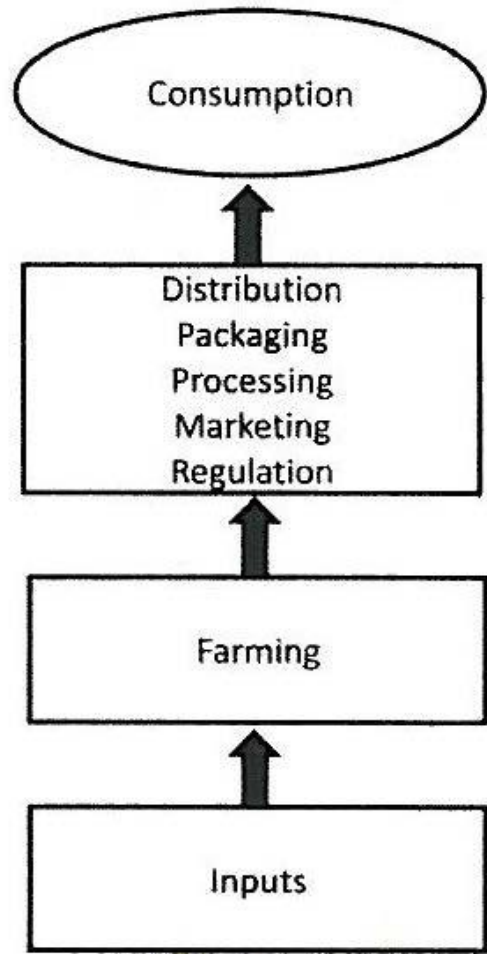 Consumption
Distribution
Packaging
Processing
Marketing
Regulation
Farming
Inputs